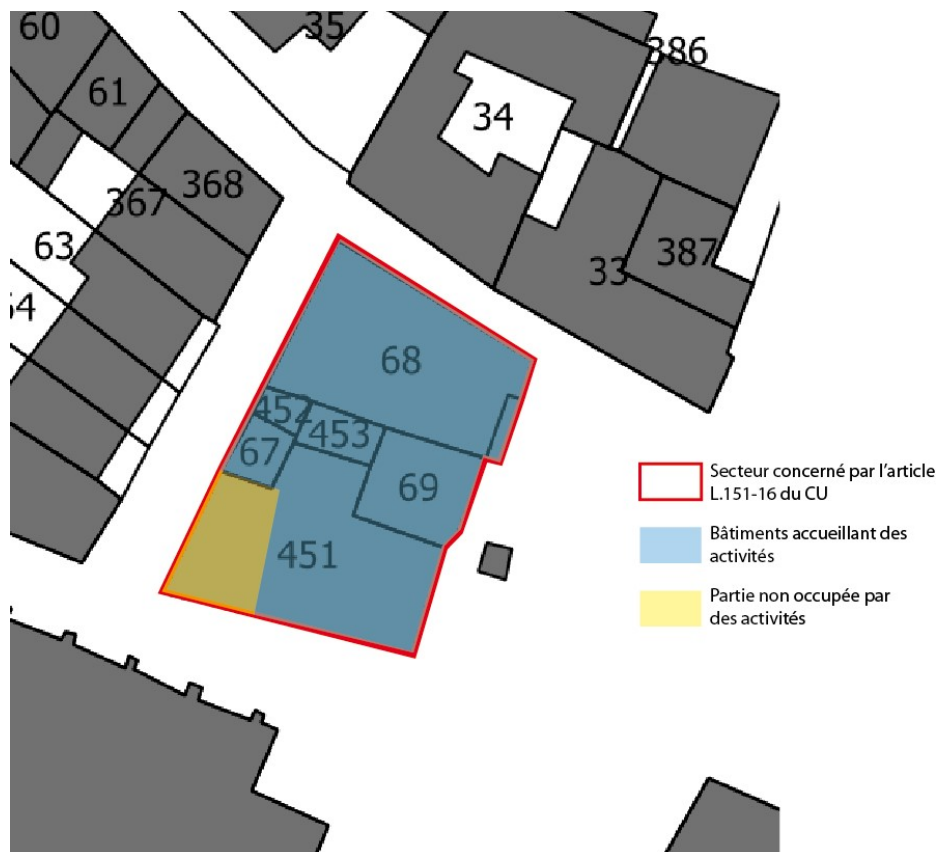 60
35
386
61
34
368
367
63
33
387
68
452
453
67
69
451
Secteur concerné par l'article
L.151-16 du CU
Bâtiments accueillant des
activités
Partie non occupée par
des activités